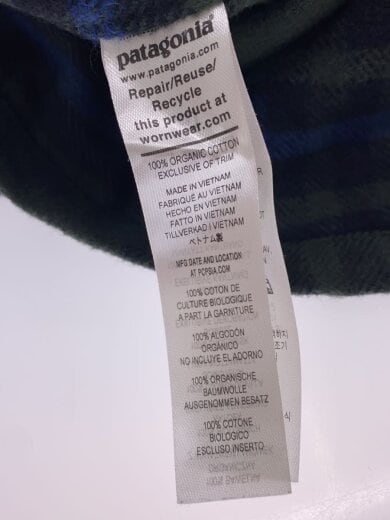 patagonia®
www.patagonia.com
Repair/Reuse/
Recycle
this product at
wornwear.com
100% ORGANIC COTTON
EXCLUSIVE OF TRIM
MADE IN VIETNAM
FABRIQUÉ AU VIETNAM
HECHO EN VIETNAM
FATTO IN VIETNAM
TILLVERKAD I VIETNAM
ベトナム製
MFG DATE AND LOCATION
AT POPSIA.COM
100% COTON DE
CULTURE BIOLOGIQUE
A PART LA GARNITURE
100% ALGODÓN
ORGÁNICO
NO INCLUYE EL ADORNO
100% ORGANISCHE
BAUMWOLLE
AUSGENOMMEN BESATZ
100% COTONE
BIOLOGICO
ESCLUSO INSERTO